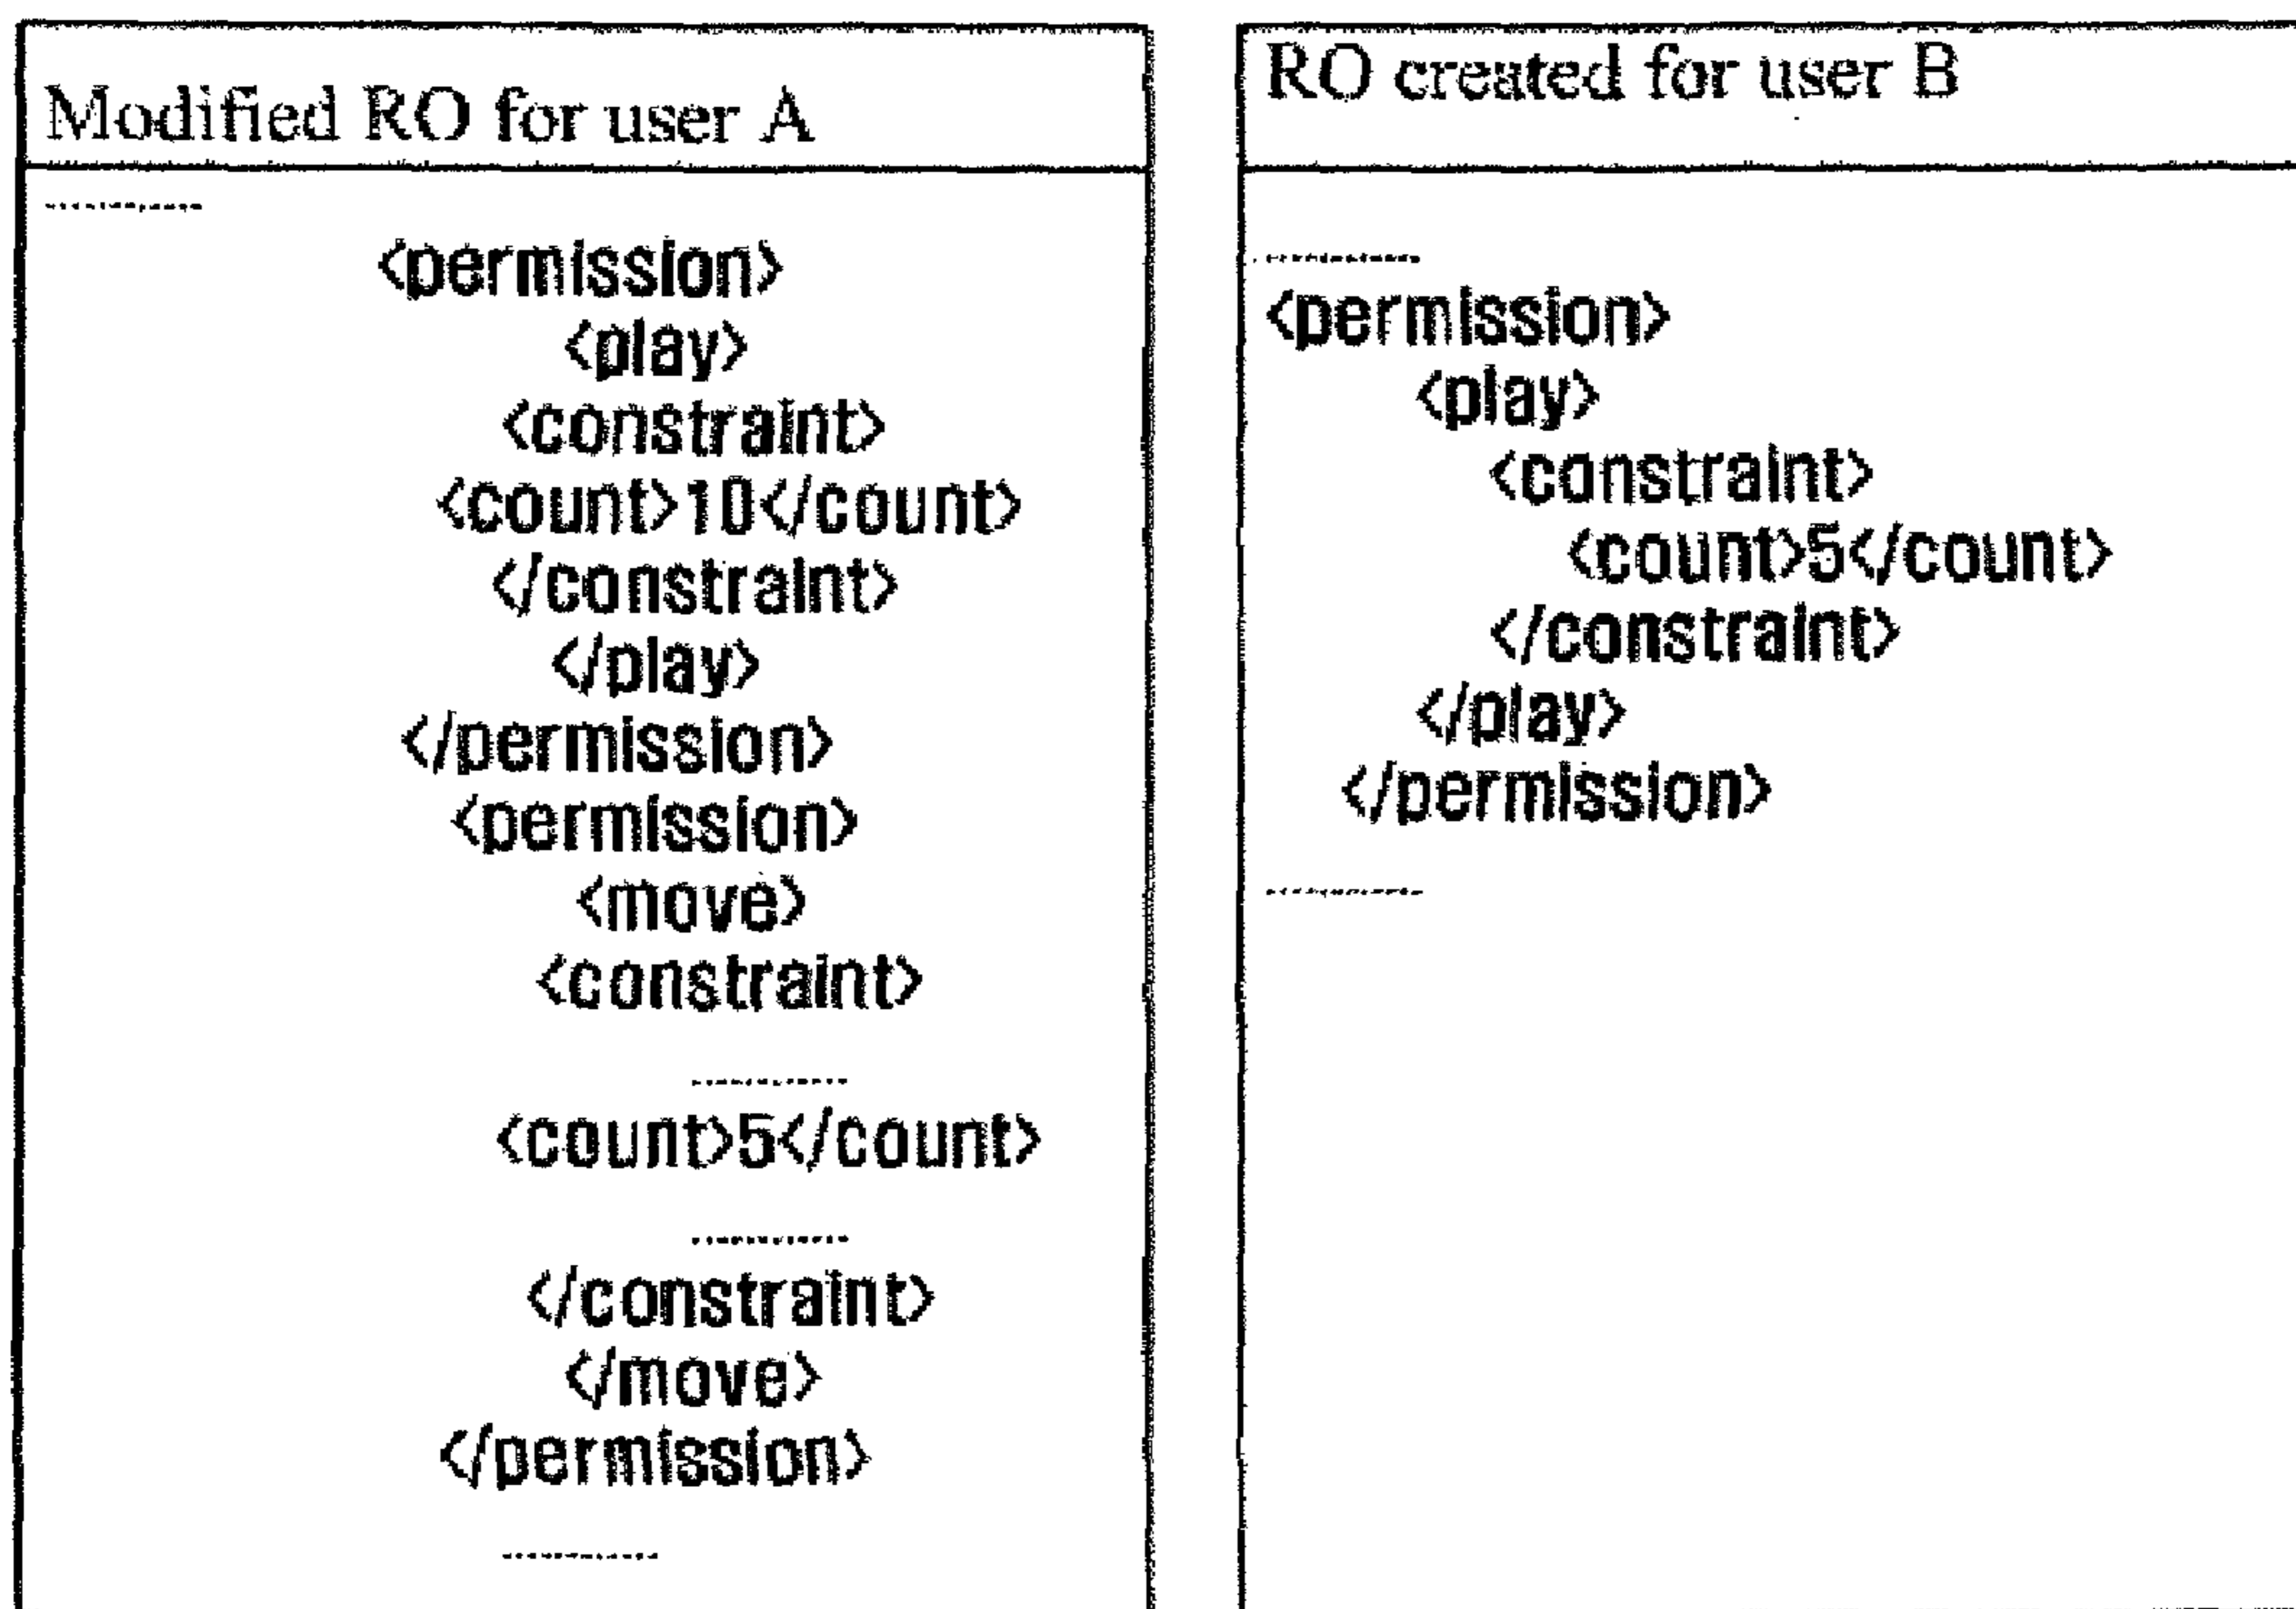 Modified RO for user A
............
<permission>
<play>
<constraint>
<count>10</count>
</constraint>
</play>
</permission>
<permission>
<move>
<constraint>
............
<count>5</count>
............
</constraint>
</move>
</permission>
............
RO created for user B
............
<permission>
<play>
<constraint>
<count>5</count>
</constraint>
</play>
</permission>
............